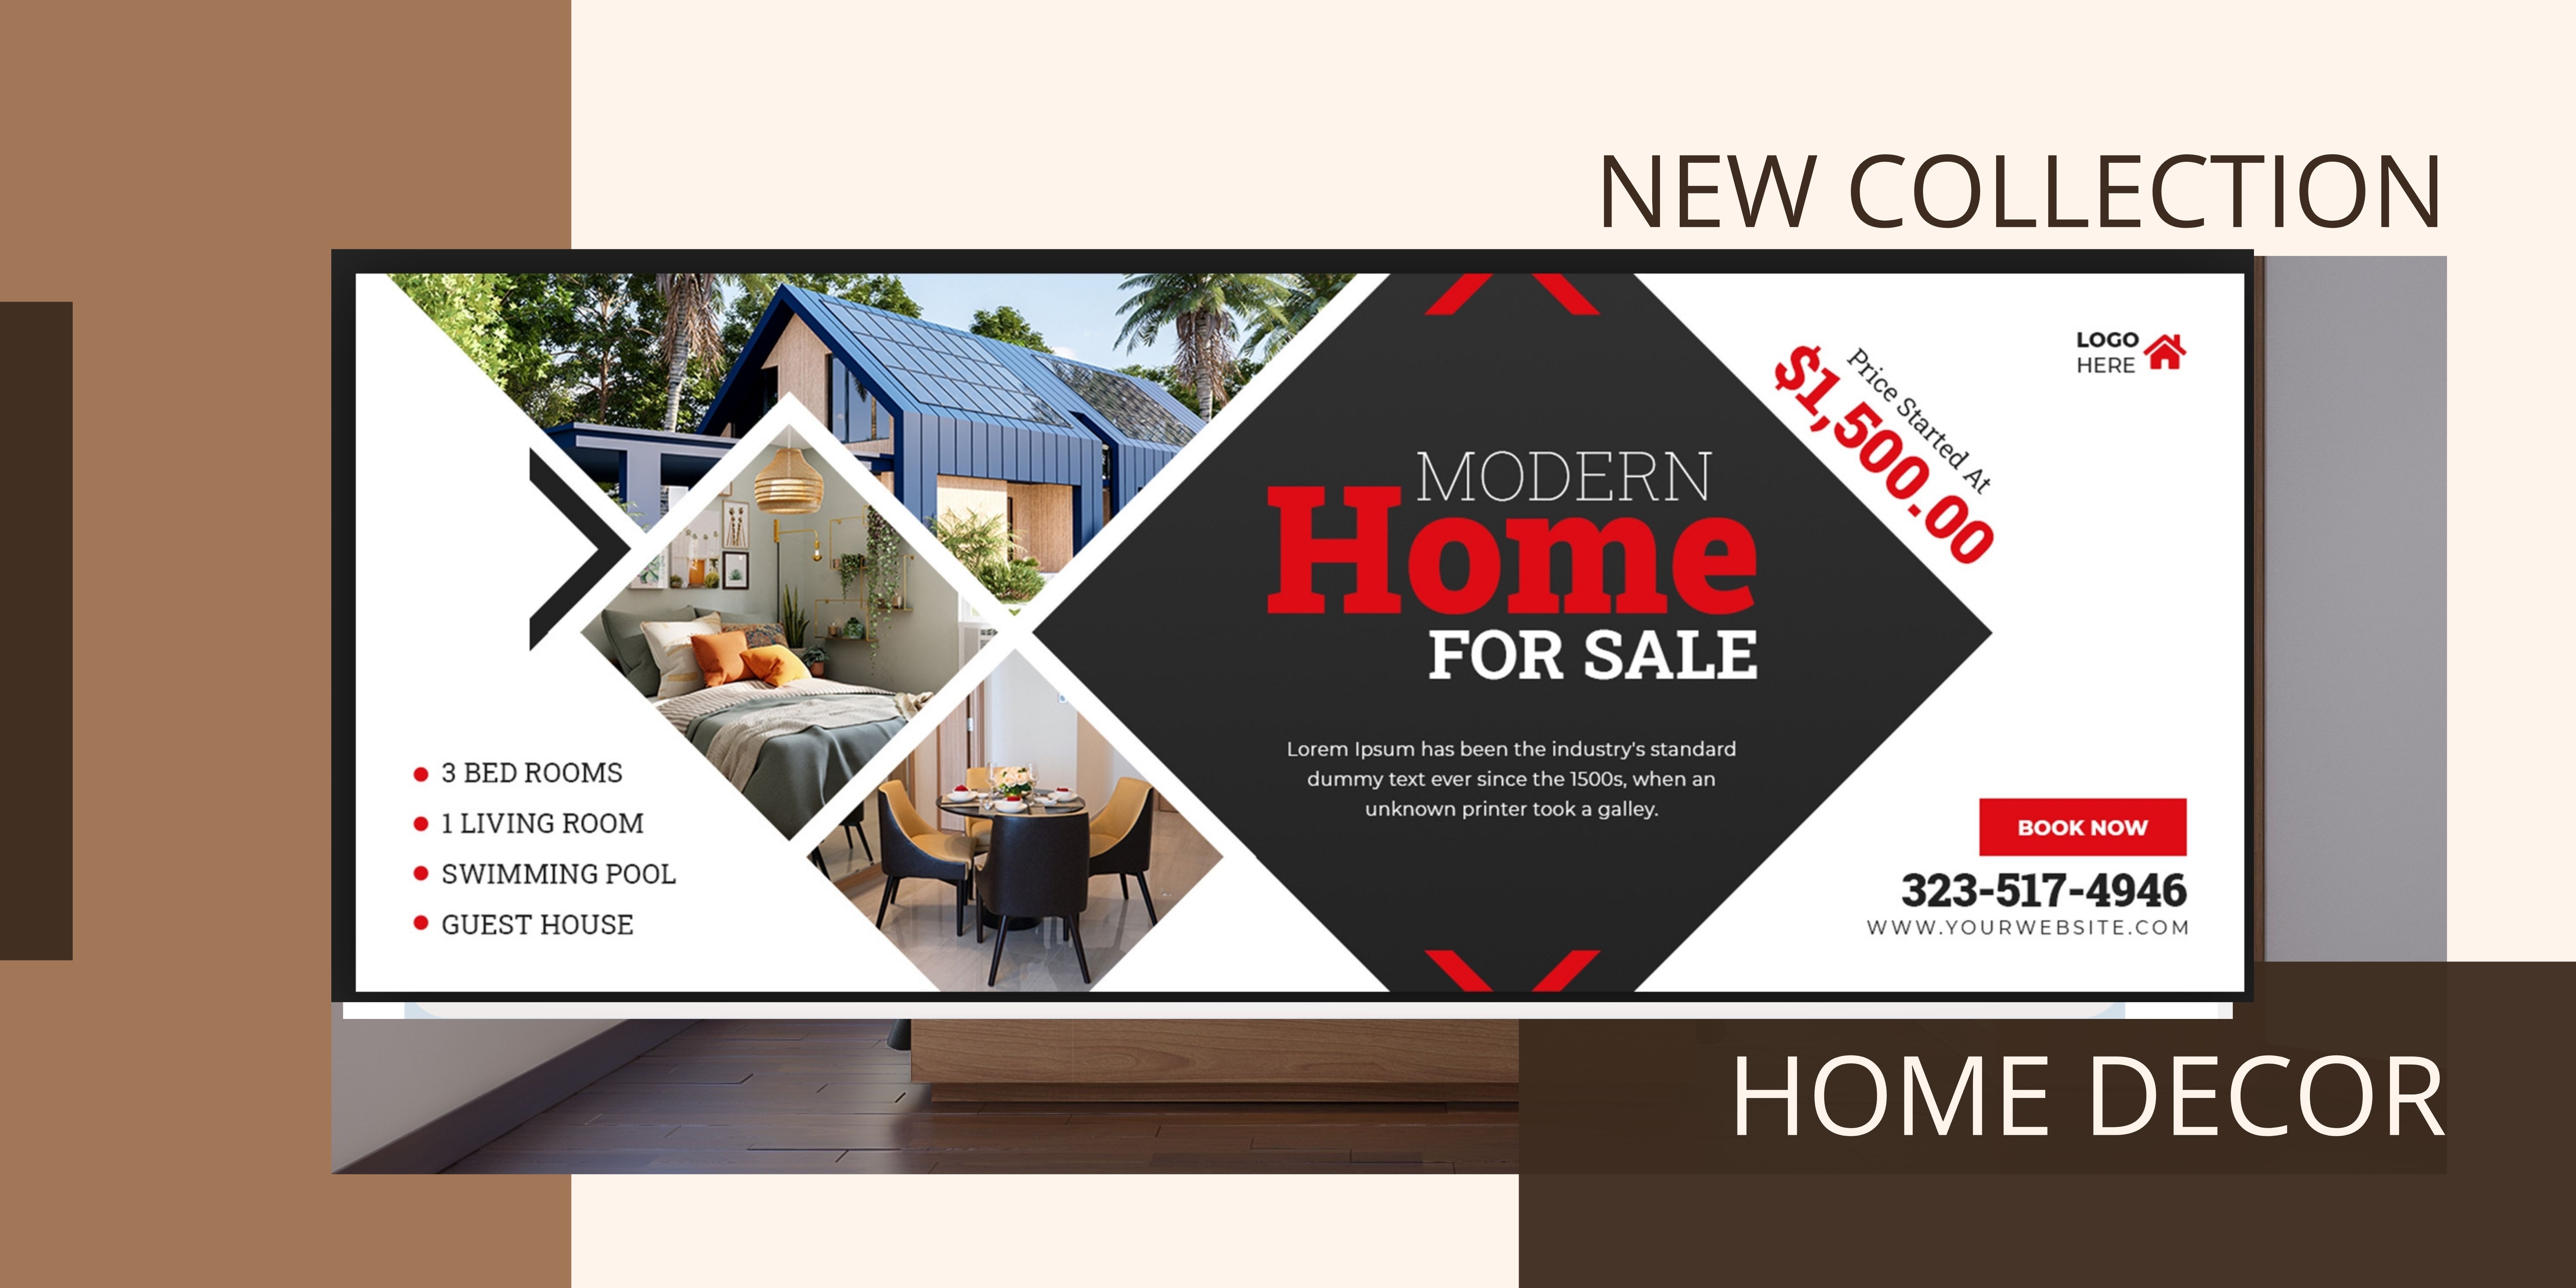 NEW COLLECTION
LOGO
HERE
Price Started At
$1,500.00
MODERN
Home
FOR SALE
Lorem Ipsum has been the industry's standard
dummy text ever since the 1500s, when an
unknown printer took a galley.
3 BED ROOMS
1 LIVING ROOM
SWIMMING POOL
GUEST HOUSE
BOOK NOW
323-517-4946
WWW.YOURWEBSITE.COM
HOME DECOR